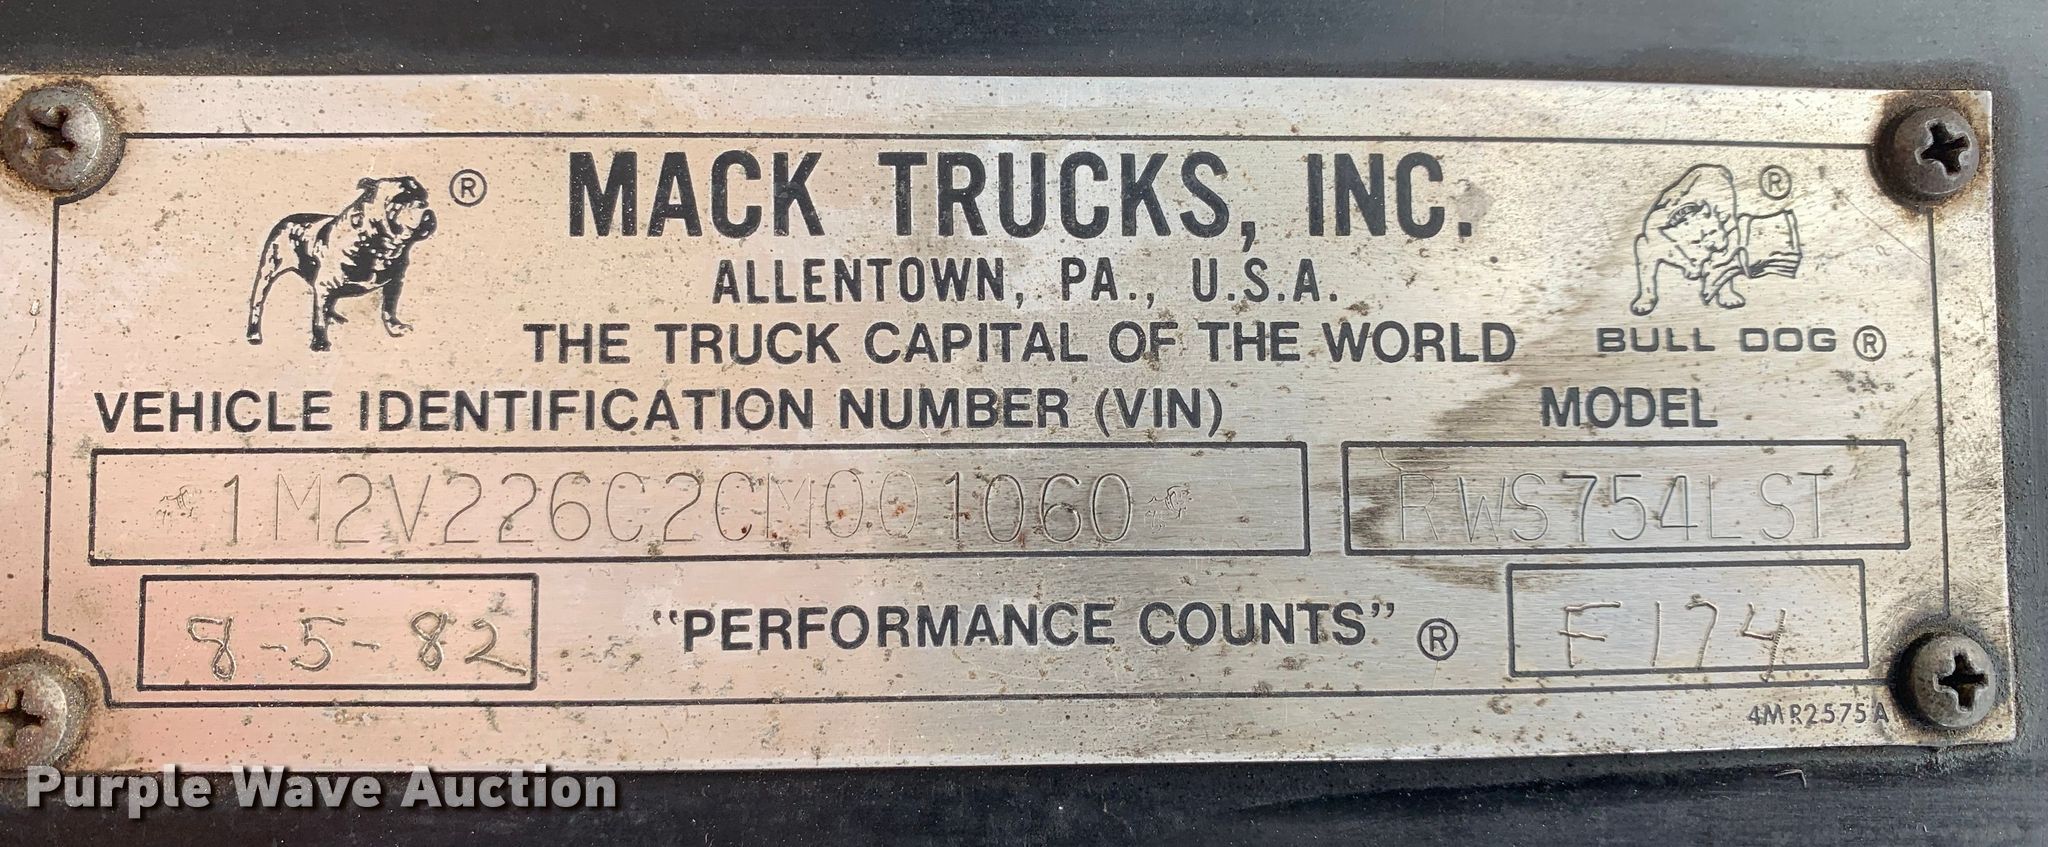 MACK TRUCKS, INC.
ALLENTOWN, PA., U.S.A.
THE TRUCK CAPITAL OF THE WORLD
®
®
BULL DOG ®
VEHICLE IDENTIFICATION NUMBER (VIN)
MODEL
1M2V226C2CM001060
RWS754LST
8-5-82
"PERFORMANCE COUNTS" ®
F174
4MR2575A
Purple Wave Auction